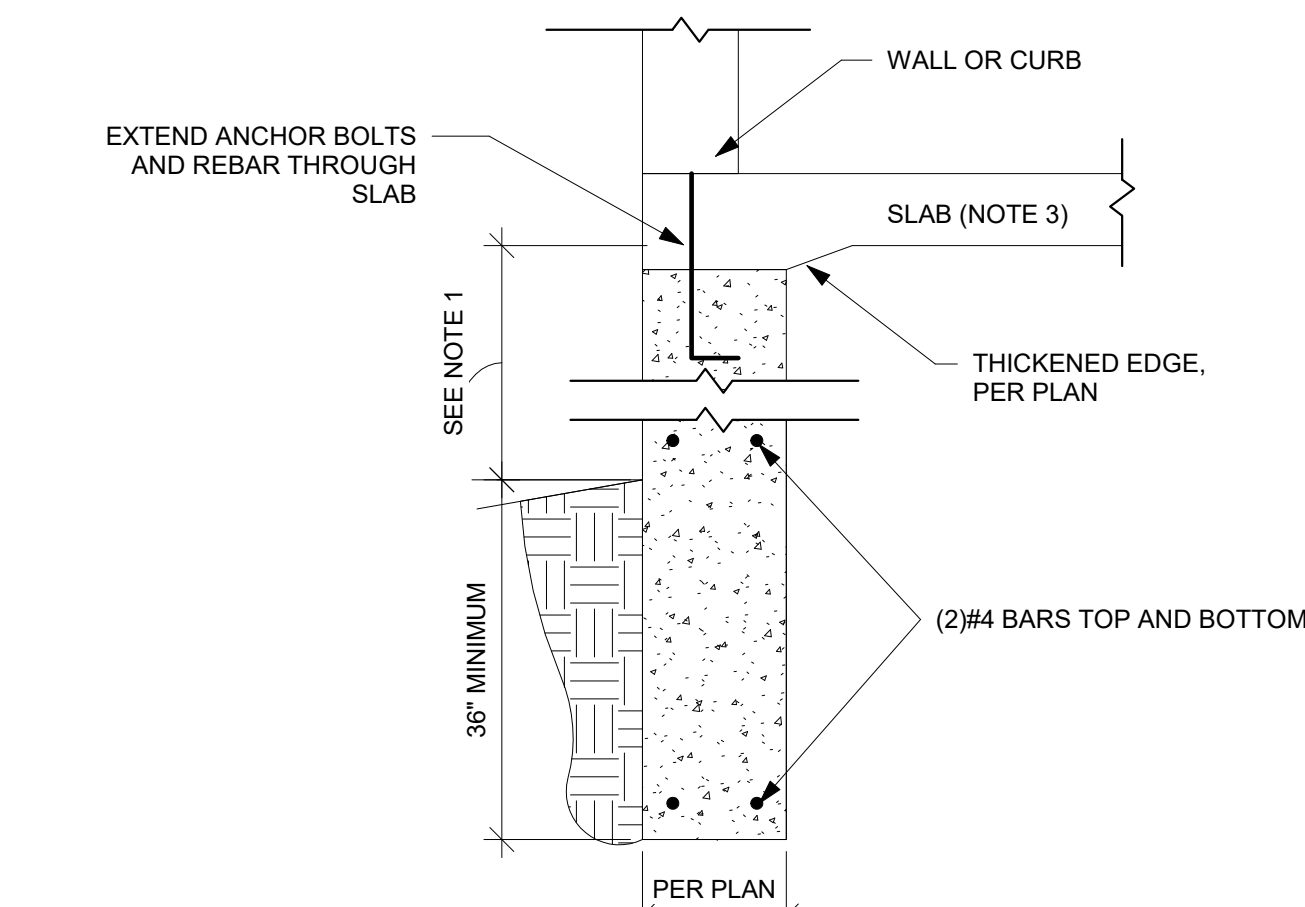 WALL OR CURB
EXTEND ANCHOR BOLTS
AND REBAR THROUGH
SLAB
SLAB (NOTE 3)
SEE NOTE 1
THICKENED EDGE,
PER PLAN
36" MINIMUM
(2)#4 BARS TOP AND BOTTOM
PER PLAN